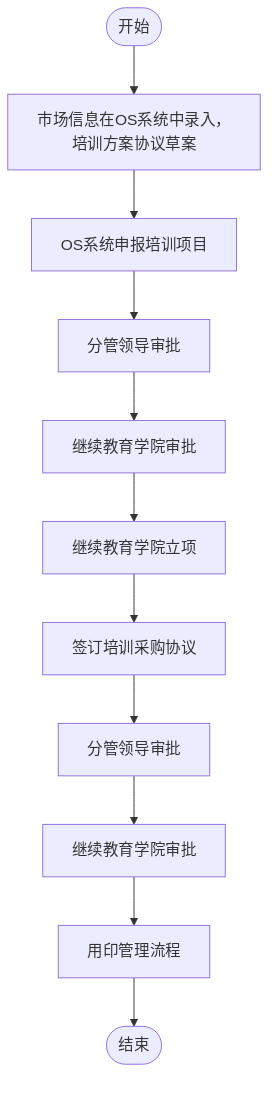 开始
市场信息在OS系统中录入，
培训方案协议草案
OS系统申报培训项目
分管领导审批
继续教育学院审批
继续教育学院立项
签订培训采购协议
分管领导审批
继续教育学院审批
用印管理流程
结束